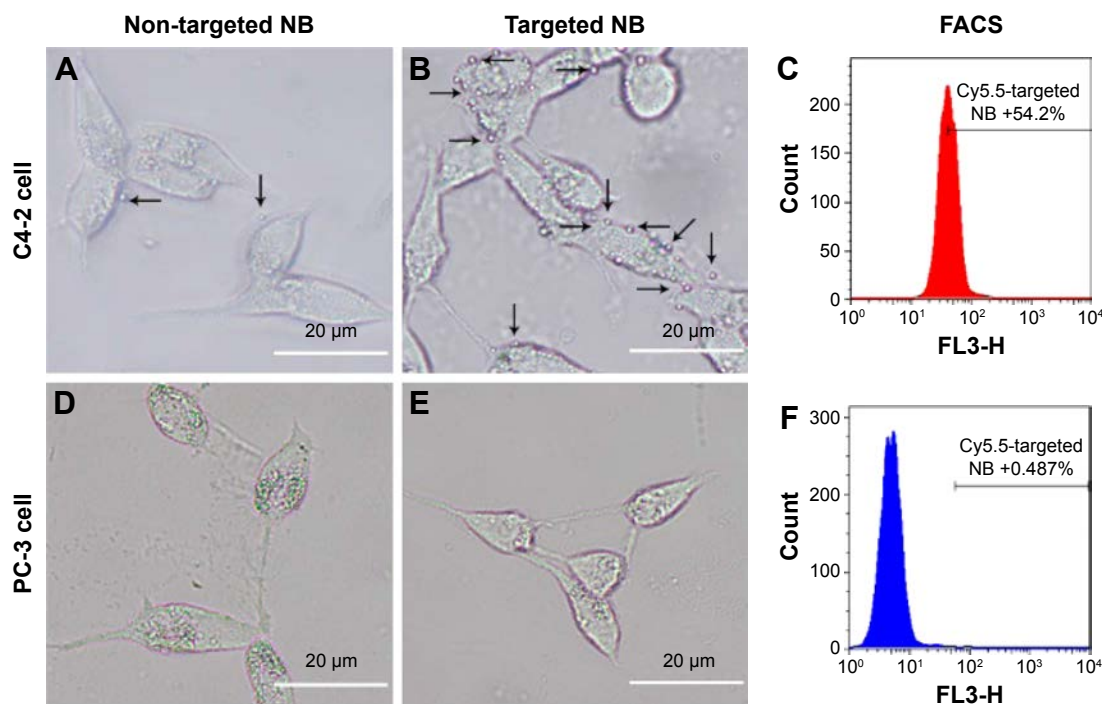 Non-targeted NB
Targeted NB
FACS
C4-2 cell
A
20 µm
B
20 µm
C
Cy5.5-targeted
NB +54.2%
Count
200
150
100
50
0
10⁰ 10¹ 10² 10³ 10⁴
FL3-H
PC-3 cell
D
20 µm
E
20 µm
F
Cy5.5-targeted
NB +0.487%
Count
300
200
100
0
10⁰ 10¹ 10² 10³ 10⁴
FL3-H